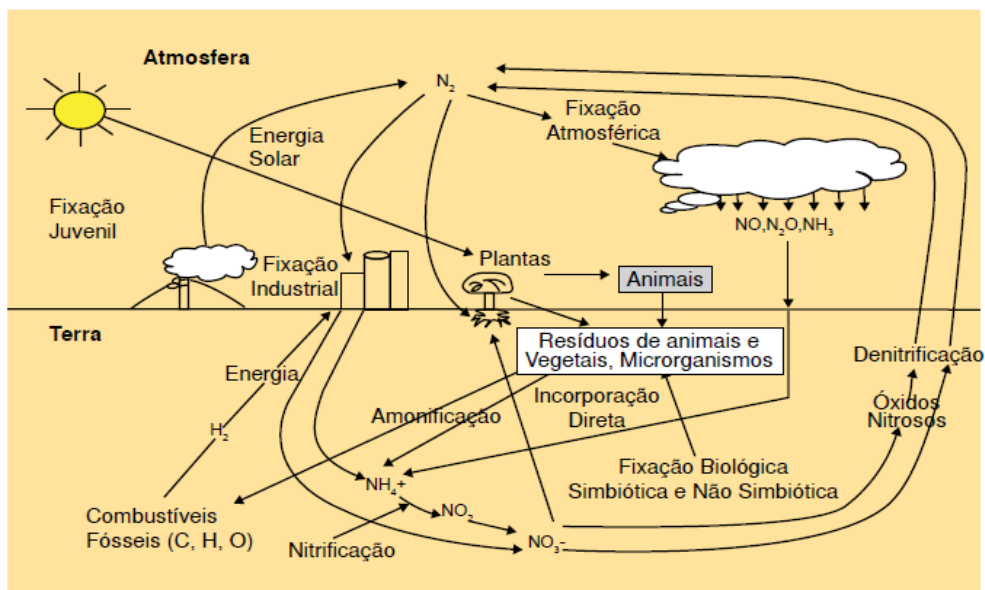 Atmosfera
N₂
Fixação
Atmosférica
Energia
Solar
Fixação
Juvenil
NO,N₂O,NH₃
Fixação
Industrial
Plantas
Animais
Terra
Resíduos de animais e
Vegetais, Microrganismos
Denitrificação
Energia
Incorporação
Direta
Amonificação
Óxidos
Nitrosos
H₂
Fixação Biológica
Simbiótica e Não Simbiótica
NH₄+
NO₂
Combustíveis
Fósseis (C, H, O)
Nitrificação
NO₃-